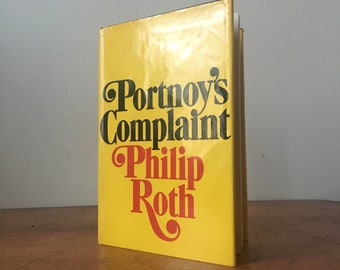 Portnoy's
Complaint
Philip
Roth